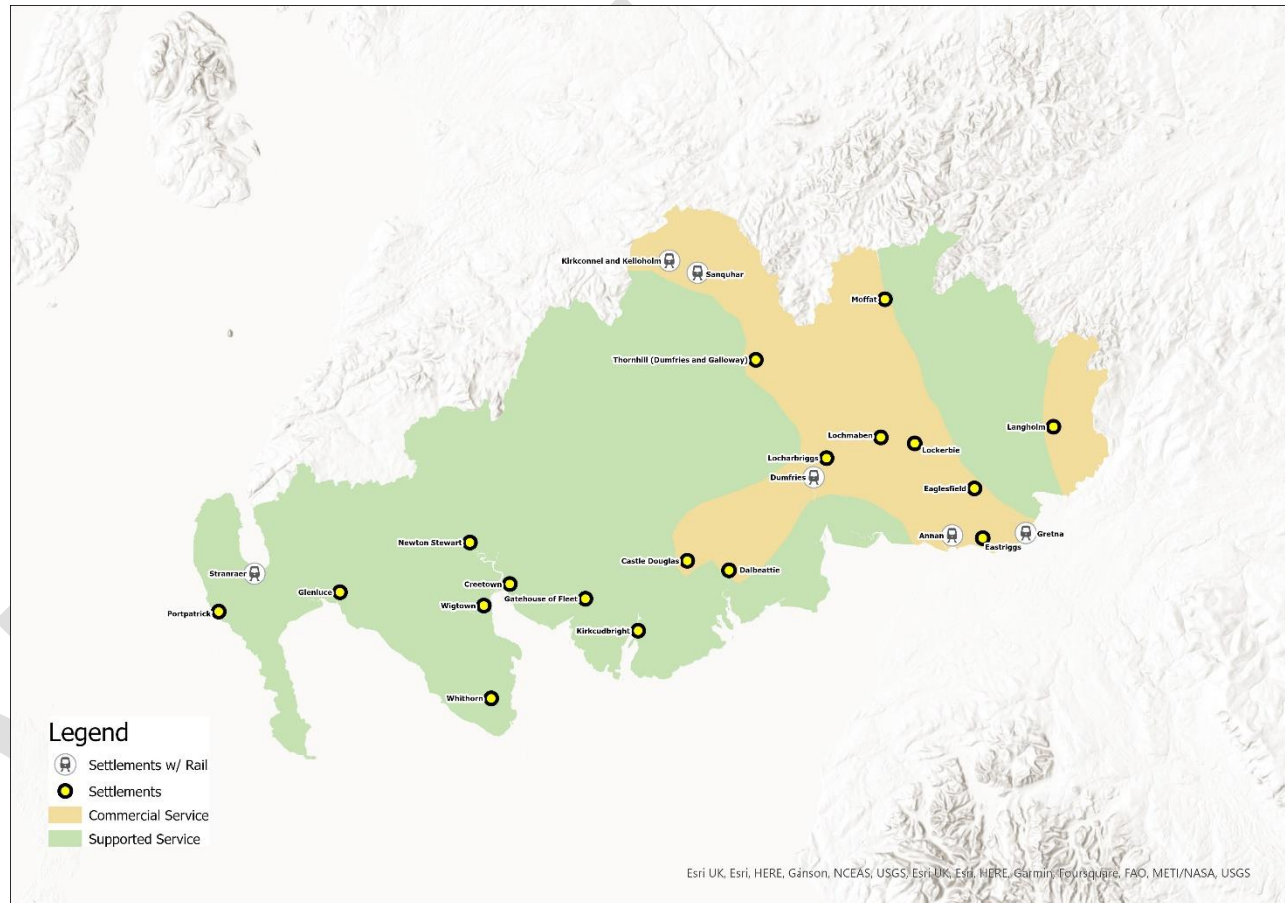 Kirkconnel and Kelloholm
Sanquhar
Moffat
Thornhill (Dumfries and Galloway)
Langholm
Lochmaben
Lockerbie
Locharbriggs
Dumfries
Eaglesfield
Annan
Gretna
Eastriggs
Newton Stewart
Castle Douglas
Dalbeattie
Stranraer
Creetown
Glenluce
Gatehouse of Fleet
Wigtown
Portpatrick
Kirkcudbright
Whithorn
Legend
Settlements w/ Rail
Settlements
Commercial Service
Supported Service
Esri UK, Esri, HERE, Garmin, NCEAS, USGS, Esri UK, Esri, HERE, Garmin, Foursquare, FAO, METI/NASA, USGS